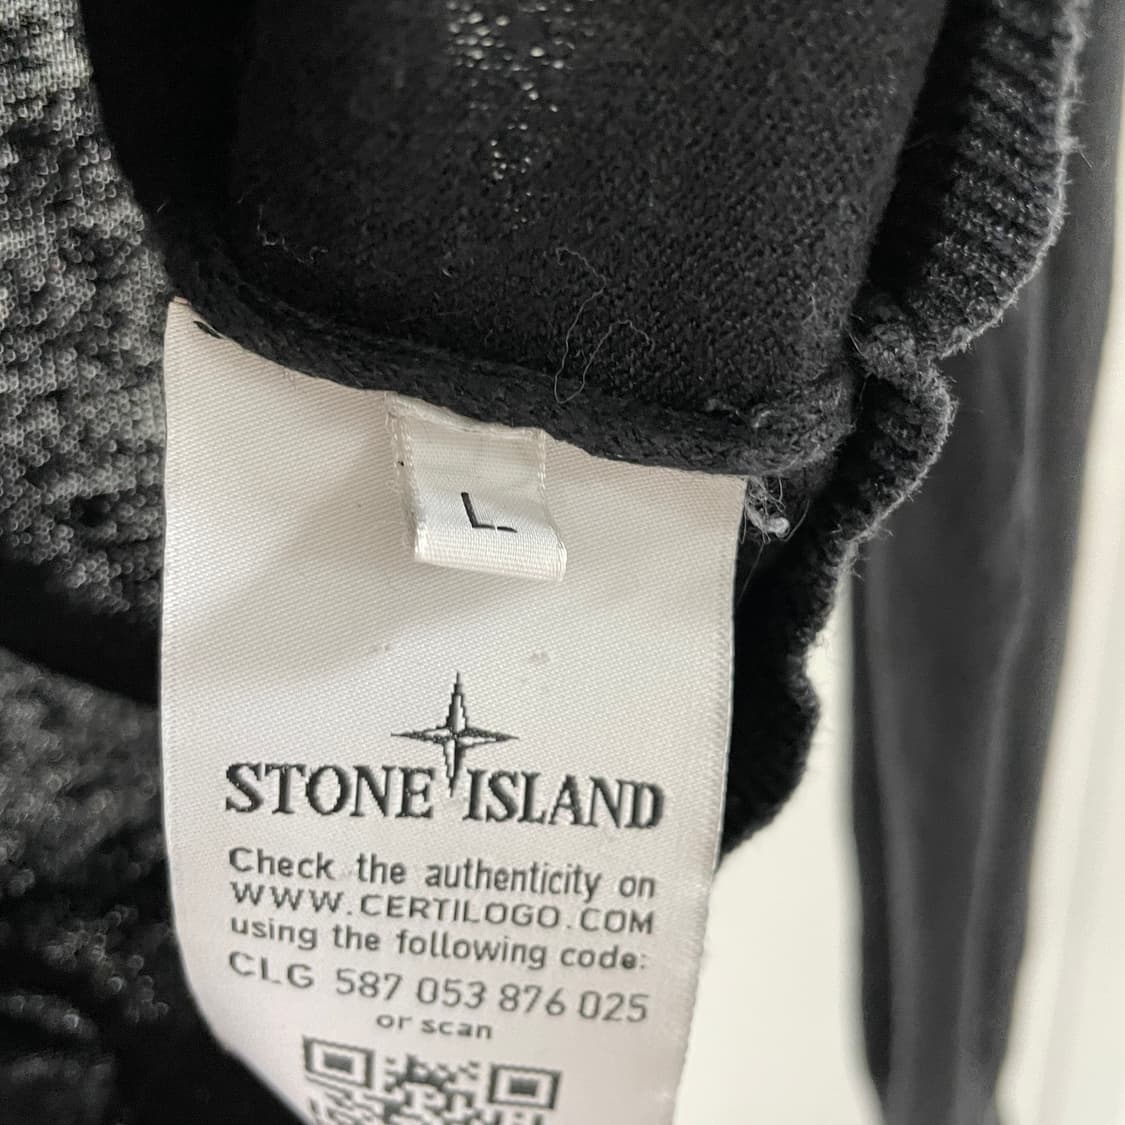 L
STONE ISLAND
Check the authenticity on
WWW.CERTILOGO.COM
using the following code:
CLG 587 053 876 025
or scan